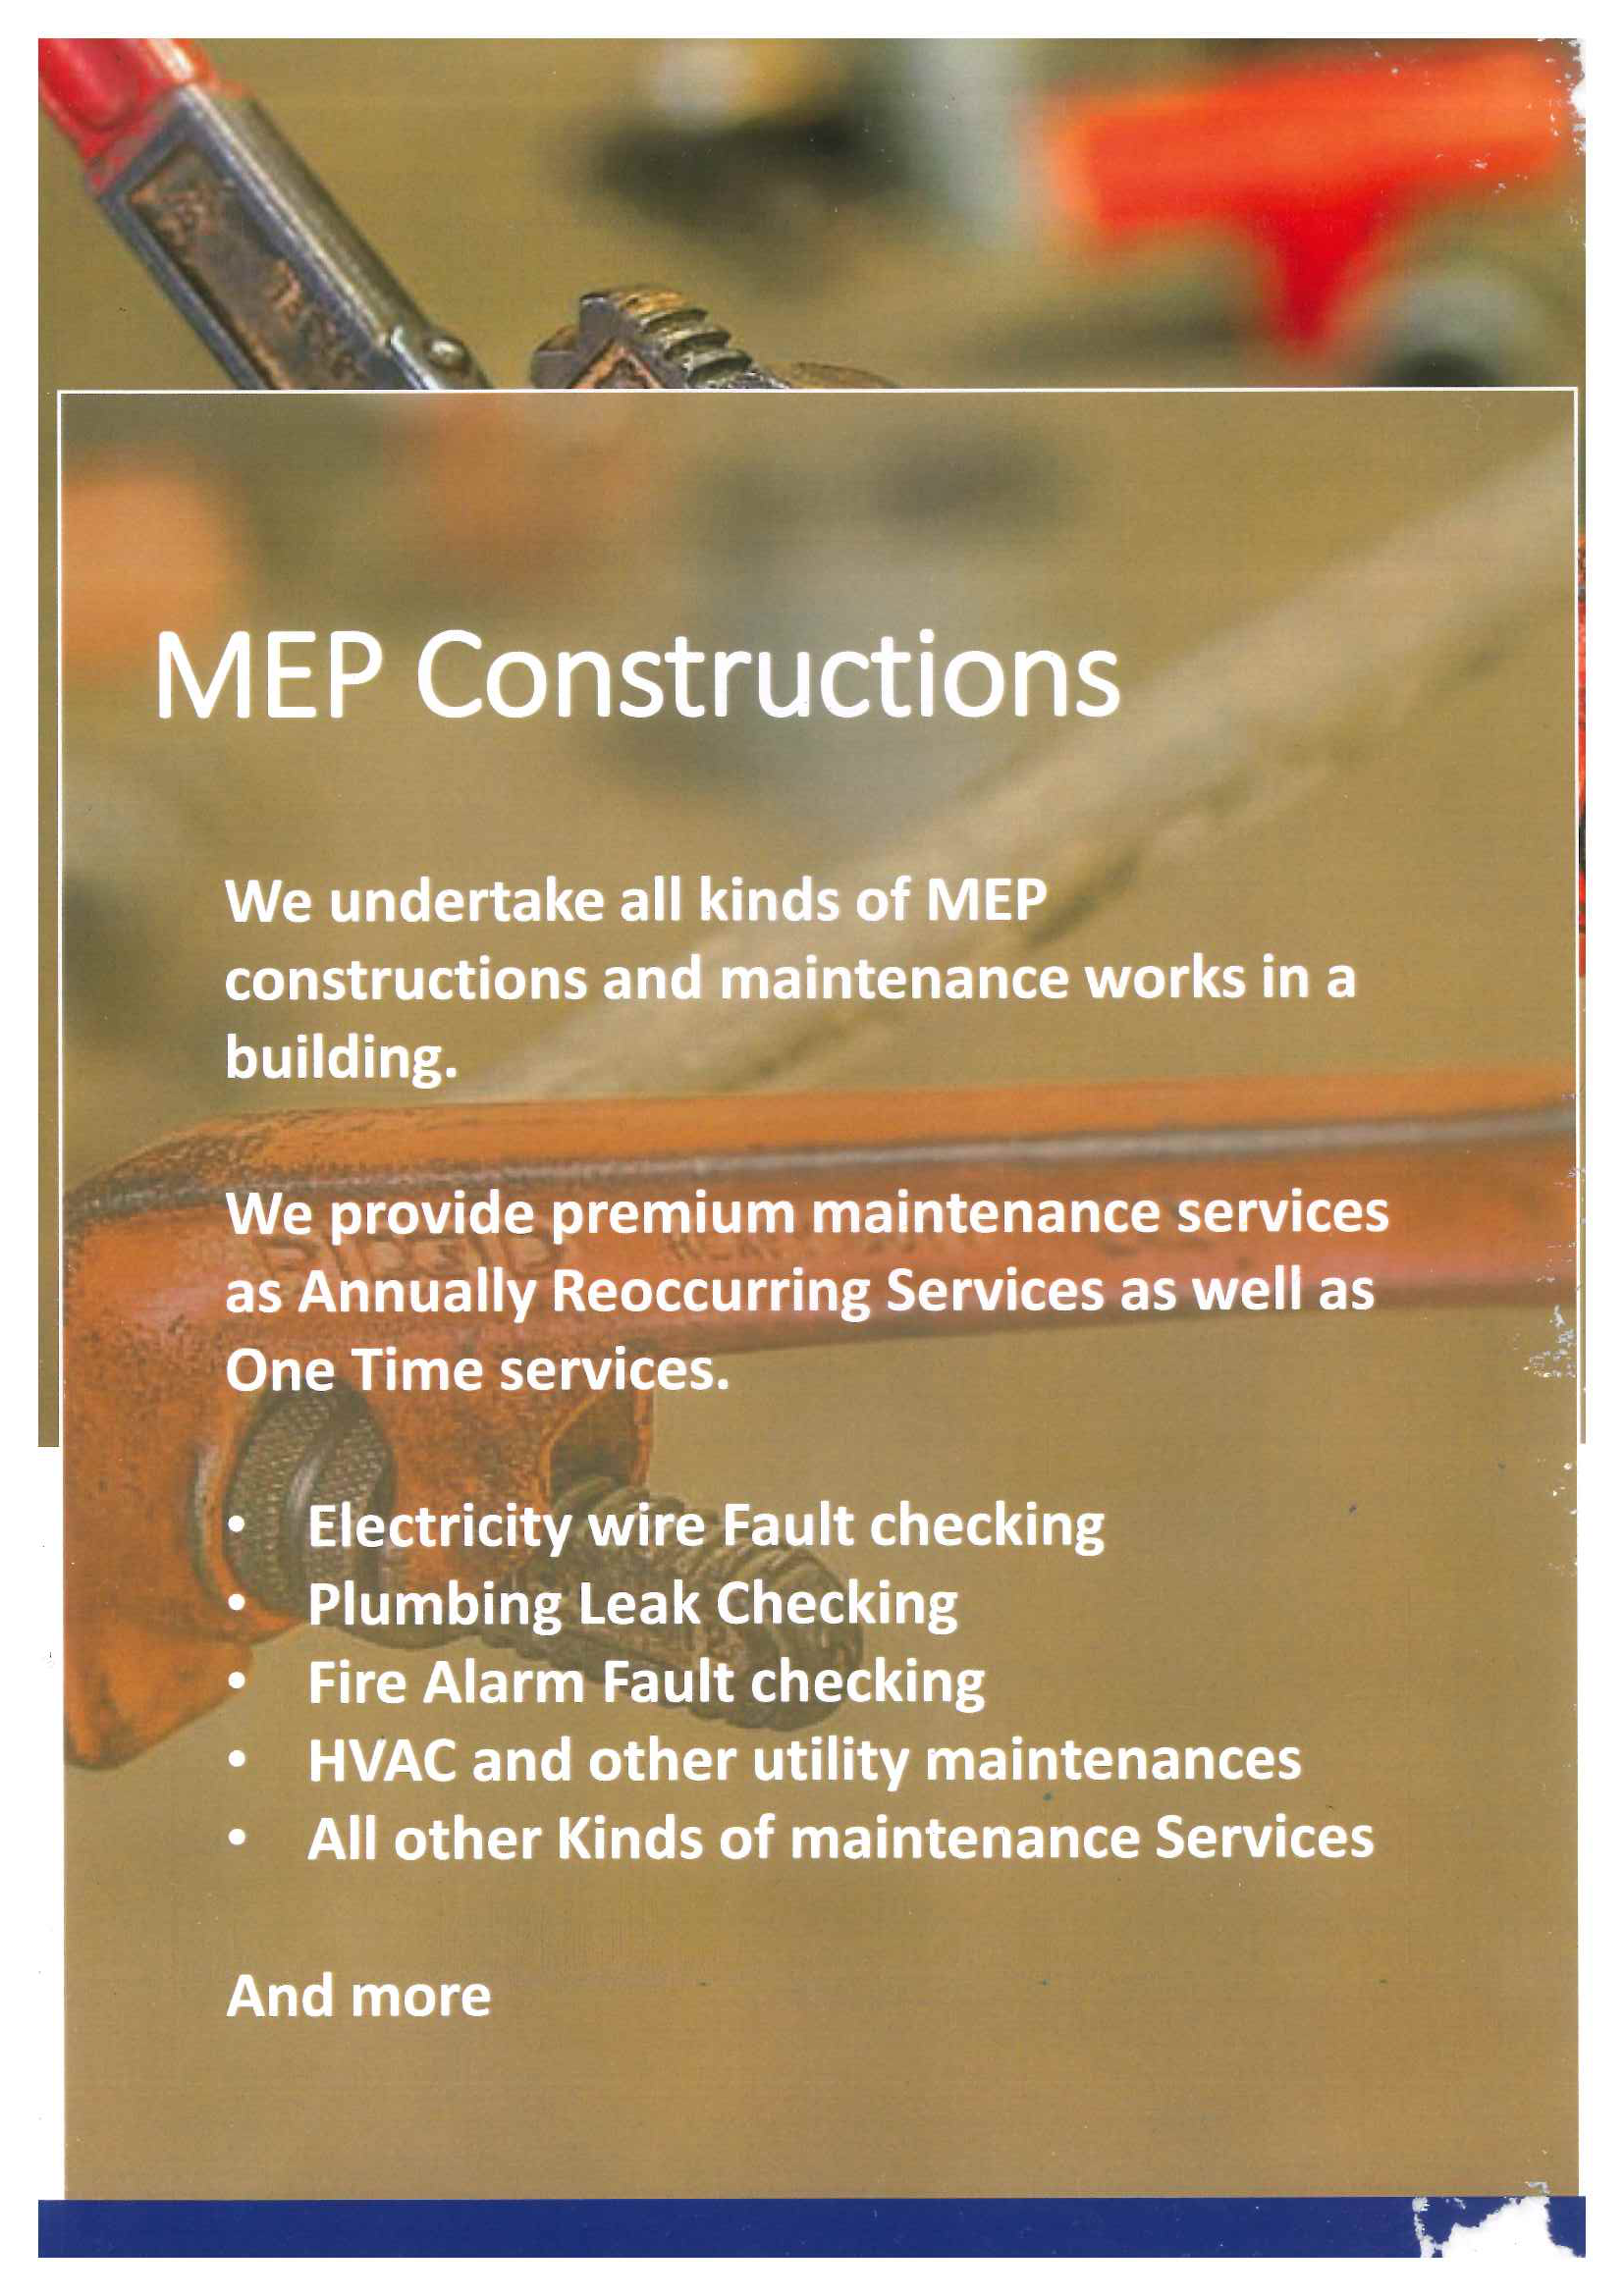 MEP Constructions
We undertake all kinds of MEP
constructions and maintenance works in a
building.
We provide premium maintenance services
as Annually Reoccurring Services as well as
One Time services.
• Electricity wire Fault checking
• Plumbing Leak Checking
• Fire Alarm Fault checking
• HVAC and other utility maintenances
• All other Kinds of maintenance Services
And more